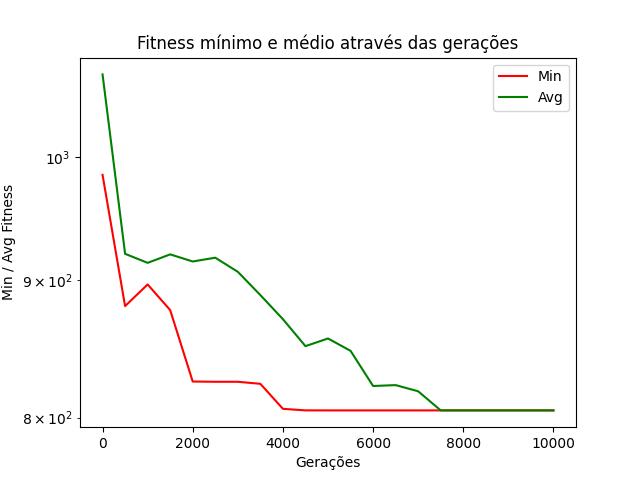 Fitness mínimo e médio através das gerações
Min
Avg
10³
9 × 10²
8 × 10²
Min / Avg Fitness
0 2000 4000 6000 8000 10000
Gerações